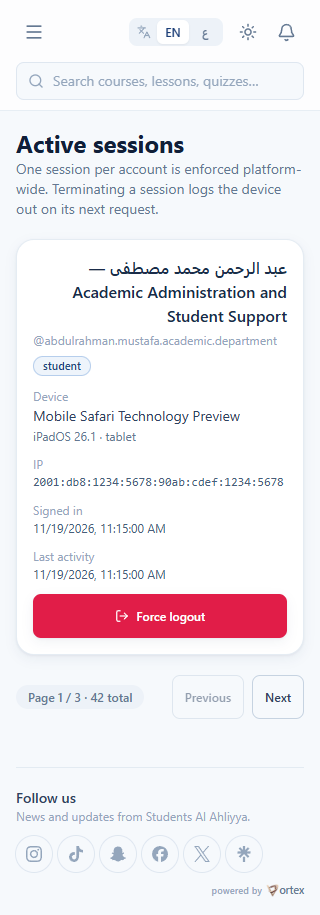 EN
ع
Search courses, lessons, quizzes...
Active sessions
One session per account is enforced platform-
wide. Terminating a session logs the device
out on its next request.
عبد الرحمن محمد مصطفى —
Academic Administration and
Student Support
@abdulrahman.mustafa.academic.department
student
Device
Mobile Safari Technology Preview
iPadOS 26.1 · tablet
IP
2001:db8:1234:5678:90ab:cdef:1234:5678
Signed in
11/19/2026, 11:15:00 AM
Last activity
11/19/2026, 11:15:00 AM
Force logout
Page 1 / 3 · 42 total
Previous
Next
Follow us
News and updates from Students Al Ahliyya.
powered by ortex